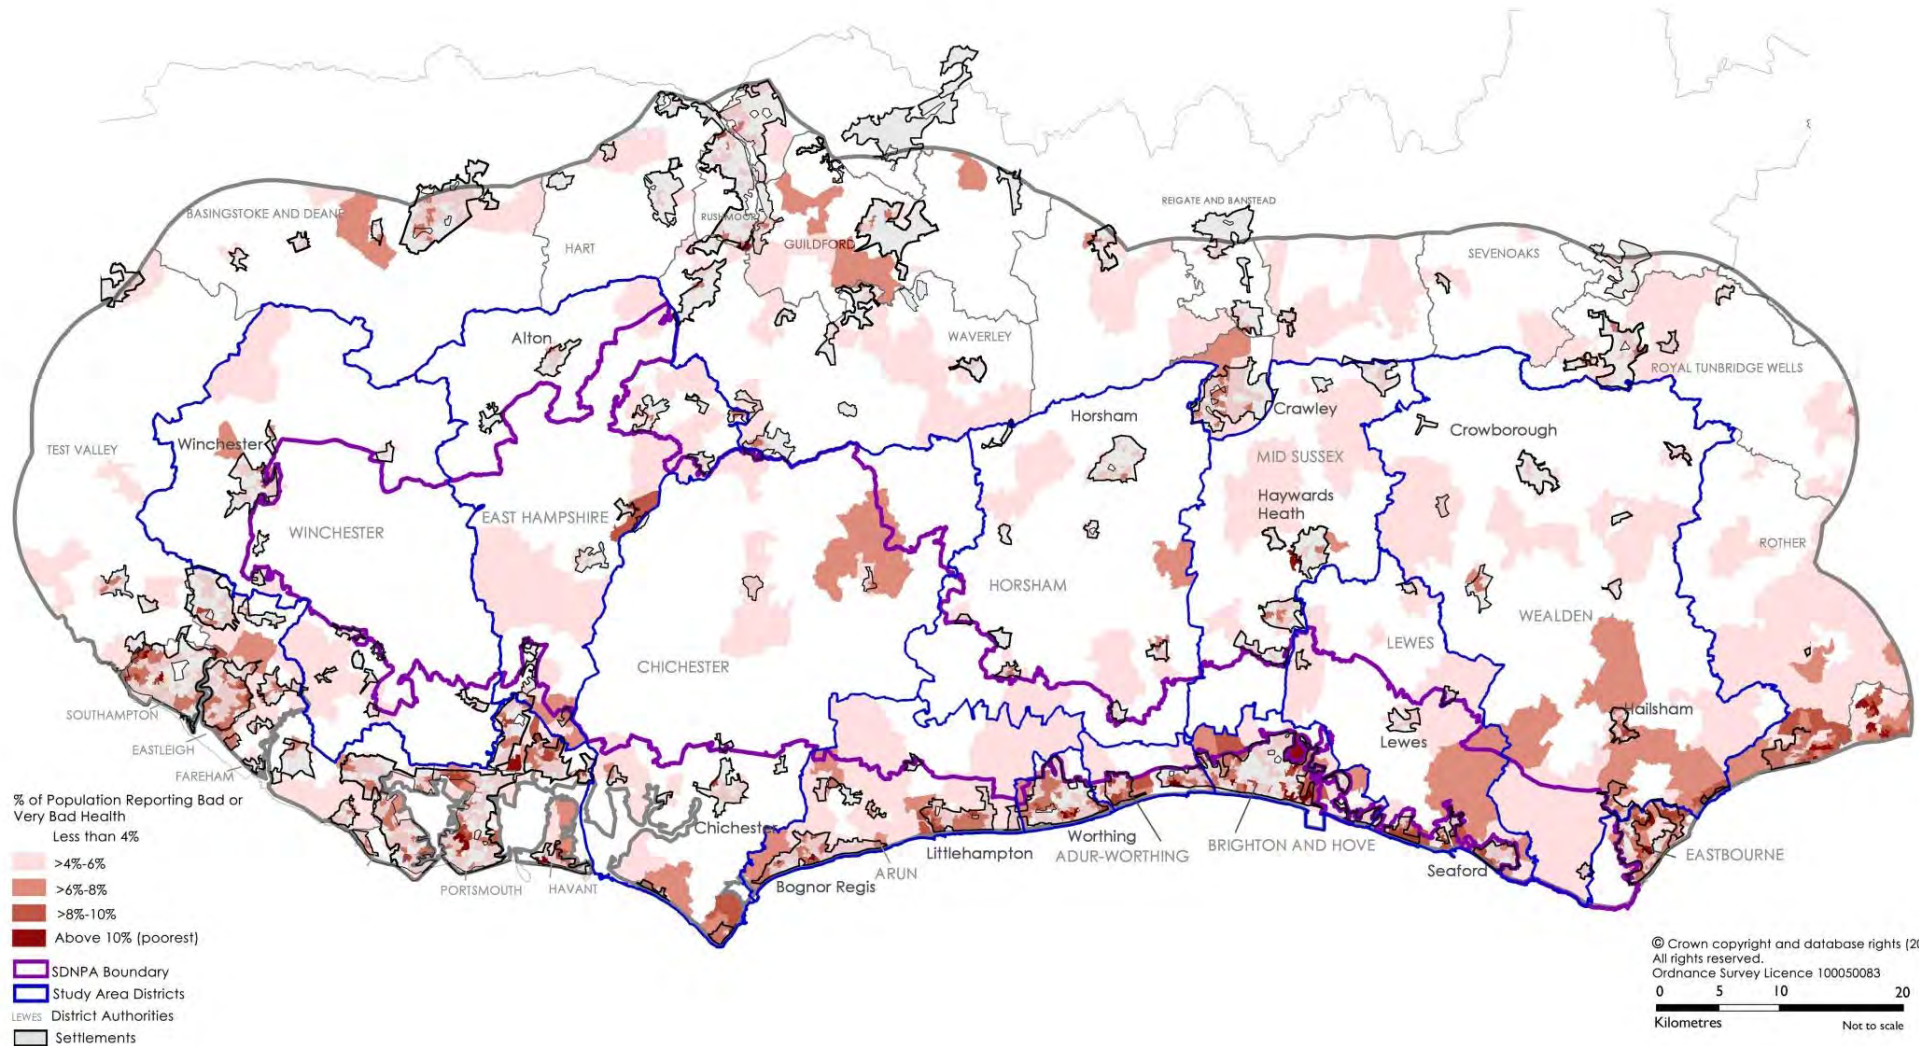 BASINGSTOKE AND DEANE
HART
RUSHMOOR
GUILDFORD
REIGATE AND BANSTEAD
SEVENOAKS
Alton
WAVERLEY
ROYAL TUNBRIDGE WELLS
TEST VALLEY
Winchester
Horsham
Crawley
Crowborough
MID SUSSEX
Haywards
Heath
EAST HAMPSHIRE
WINCHESTER
ROTHER
HORSHAM
WEALDEN
LEWES
CHICHESTER
SOUTHAMPTON
EASTLEIGH
FAREHAM
Hailsham
Lewes
Chichester
Worthing
Littlehampton
ADUR-WORTHING
BRIGHTON AND HOVE
EASTBOURNE
Seaford
ARUN
Bognor Regis
PORTSMOUTH
HAVANT
% of Population Reporting Bad or
Very Bad Health
Less than 4%
>4%-6%
>6%-8%
>8%-10%
Above 10% (poorest)
SDNPA Boundary
Study Area Districts
LEWES District Authorities
Settlements
© Crown copyright and database rights (20
All rights reserved.
Ordnance Survey Licence 100050083
0 5 10 20
Kilometres
Not to scale